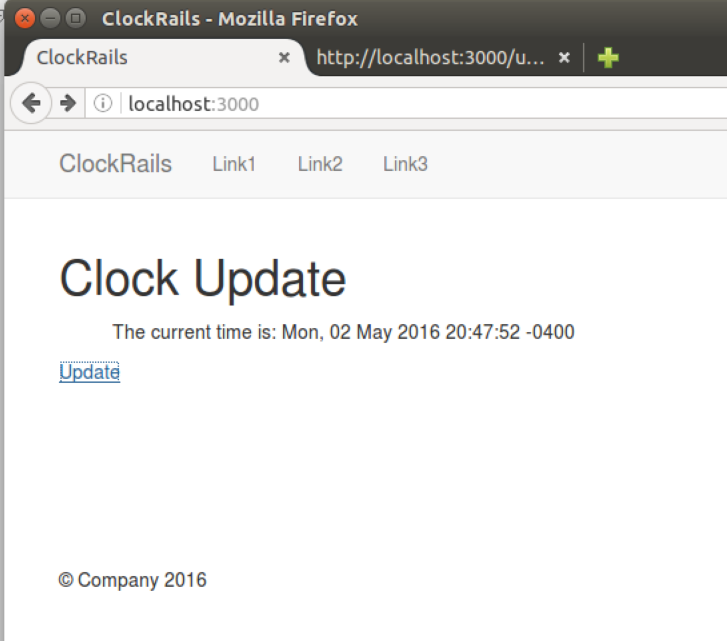 ClockRails - Mozilla Firefox
ClockRails http://localhost:3000/u...
localhost:3000
ClockRails Link1 Link2 Link3
Clock Update
The current time is: Mon, 02 May 2016 20:47:52 -0400
Update
© Company 2016